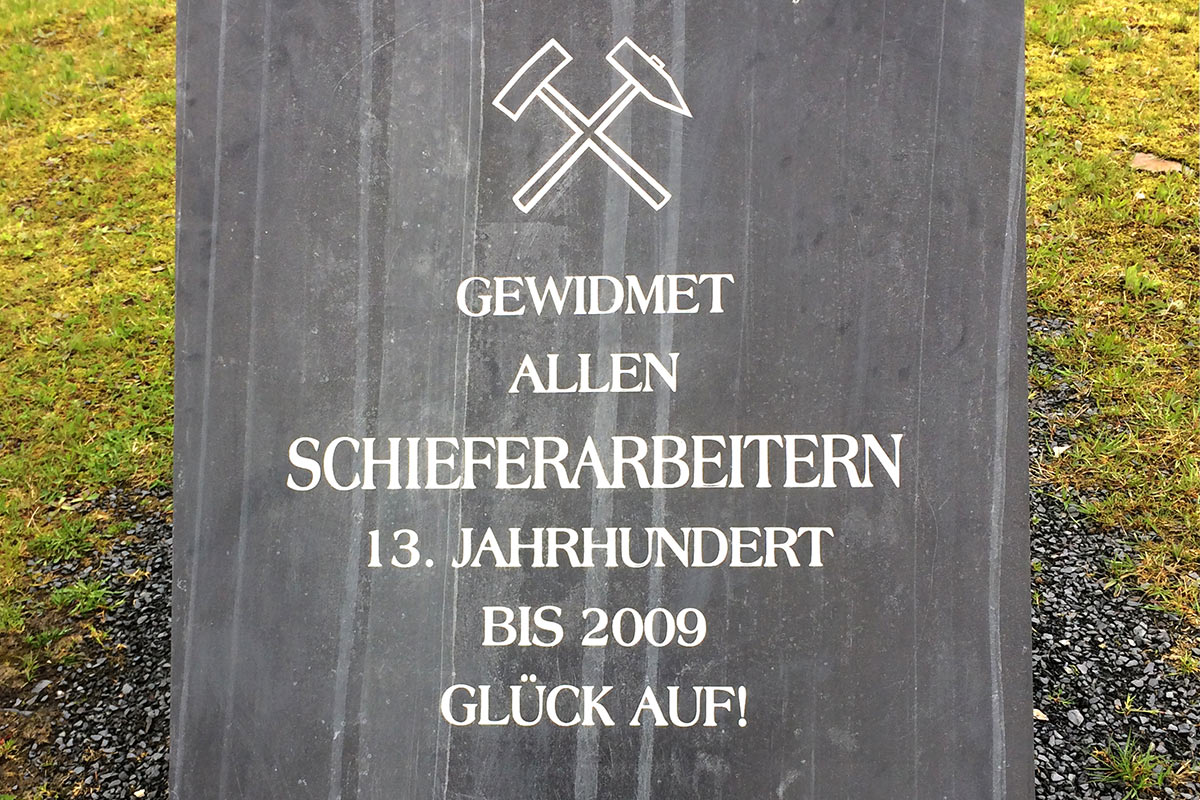 GEWIDMET
ALLEN
SCHIEFERARBEITERN
13. JAHRHUNDERT
BIS 2009
GLÜCK AUF!